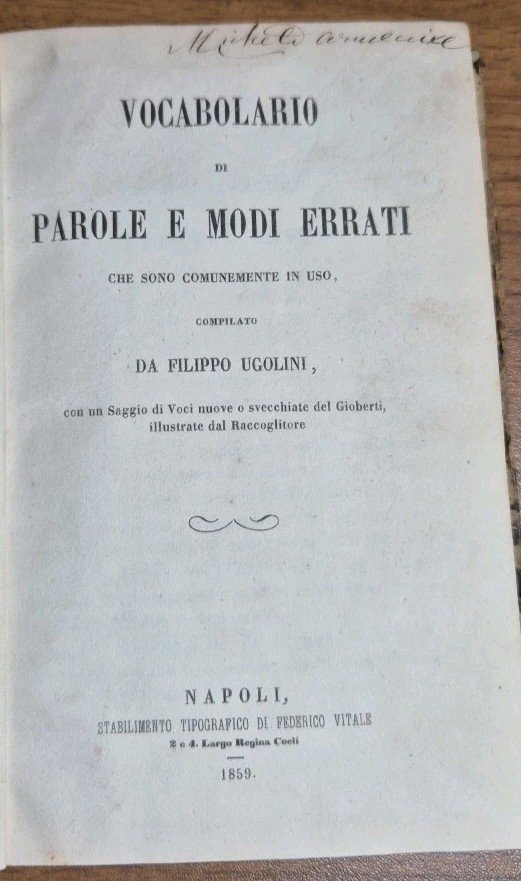 VOCABOLARIO
DI
PAROLE E MODI ERRATI
CHE SONO COMUNEMENTE IN USO,
COMPILATO
DA FILIPPO UGOLINI,
con un Saggio di Voci nuove o svecchiate del Gioberti,
illustrate dal Raccoglitore
NAPOLI,
STABILIMENTO TIPOGRAFICO DI FEDERICO VITALE
2 e 4. Largo Regina Coeli
1859.